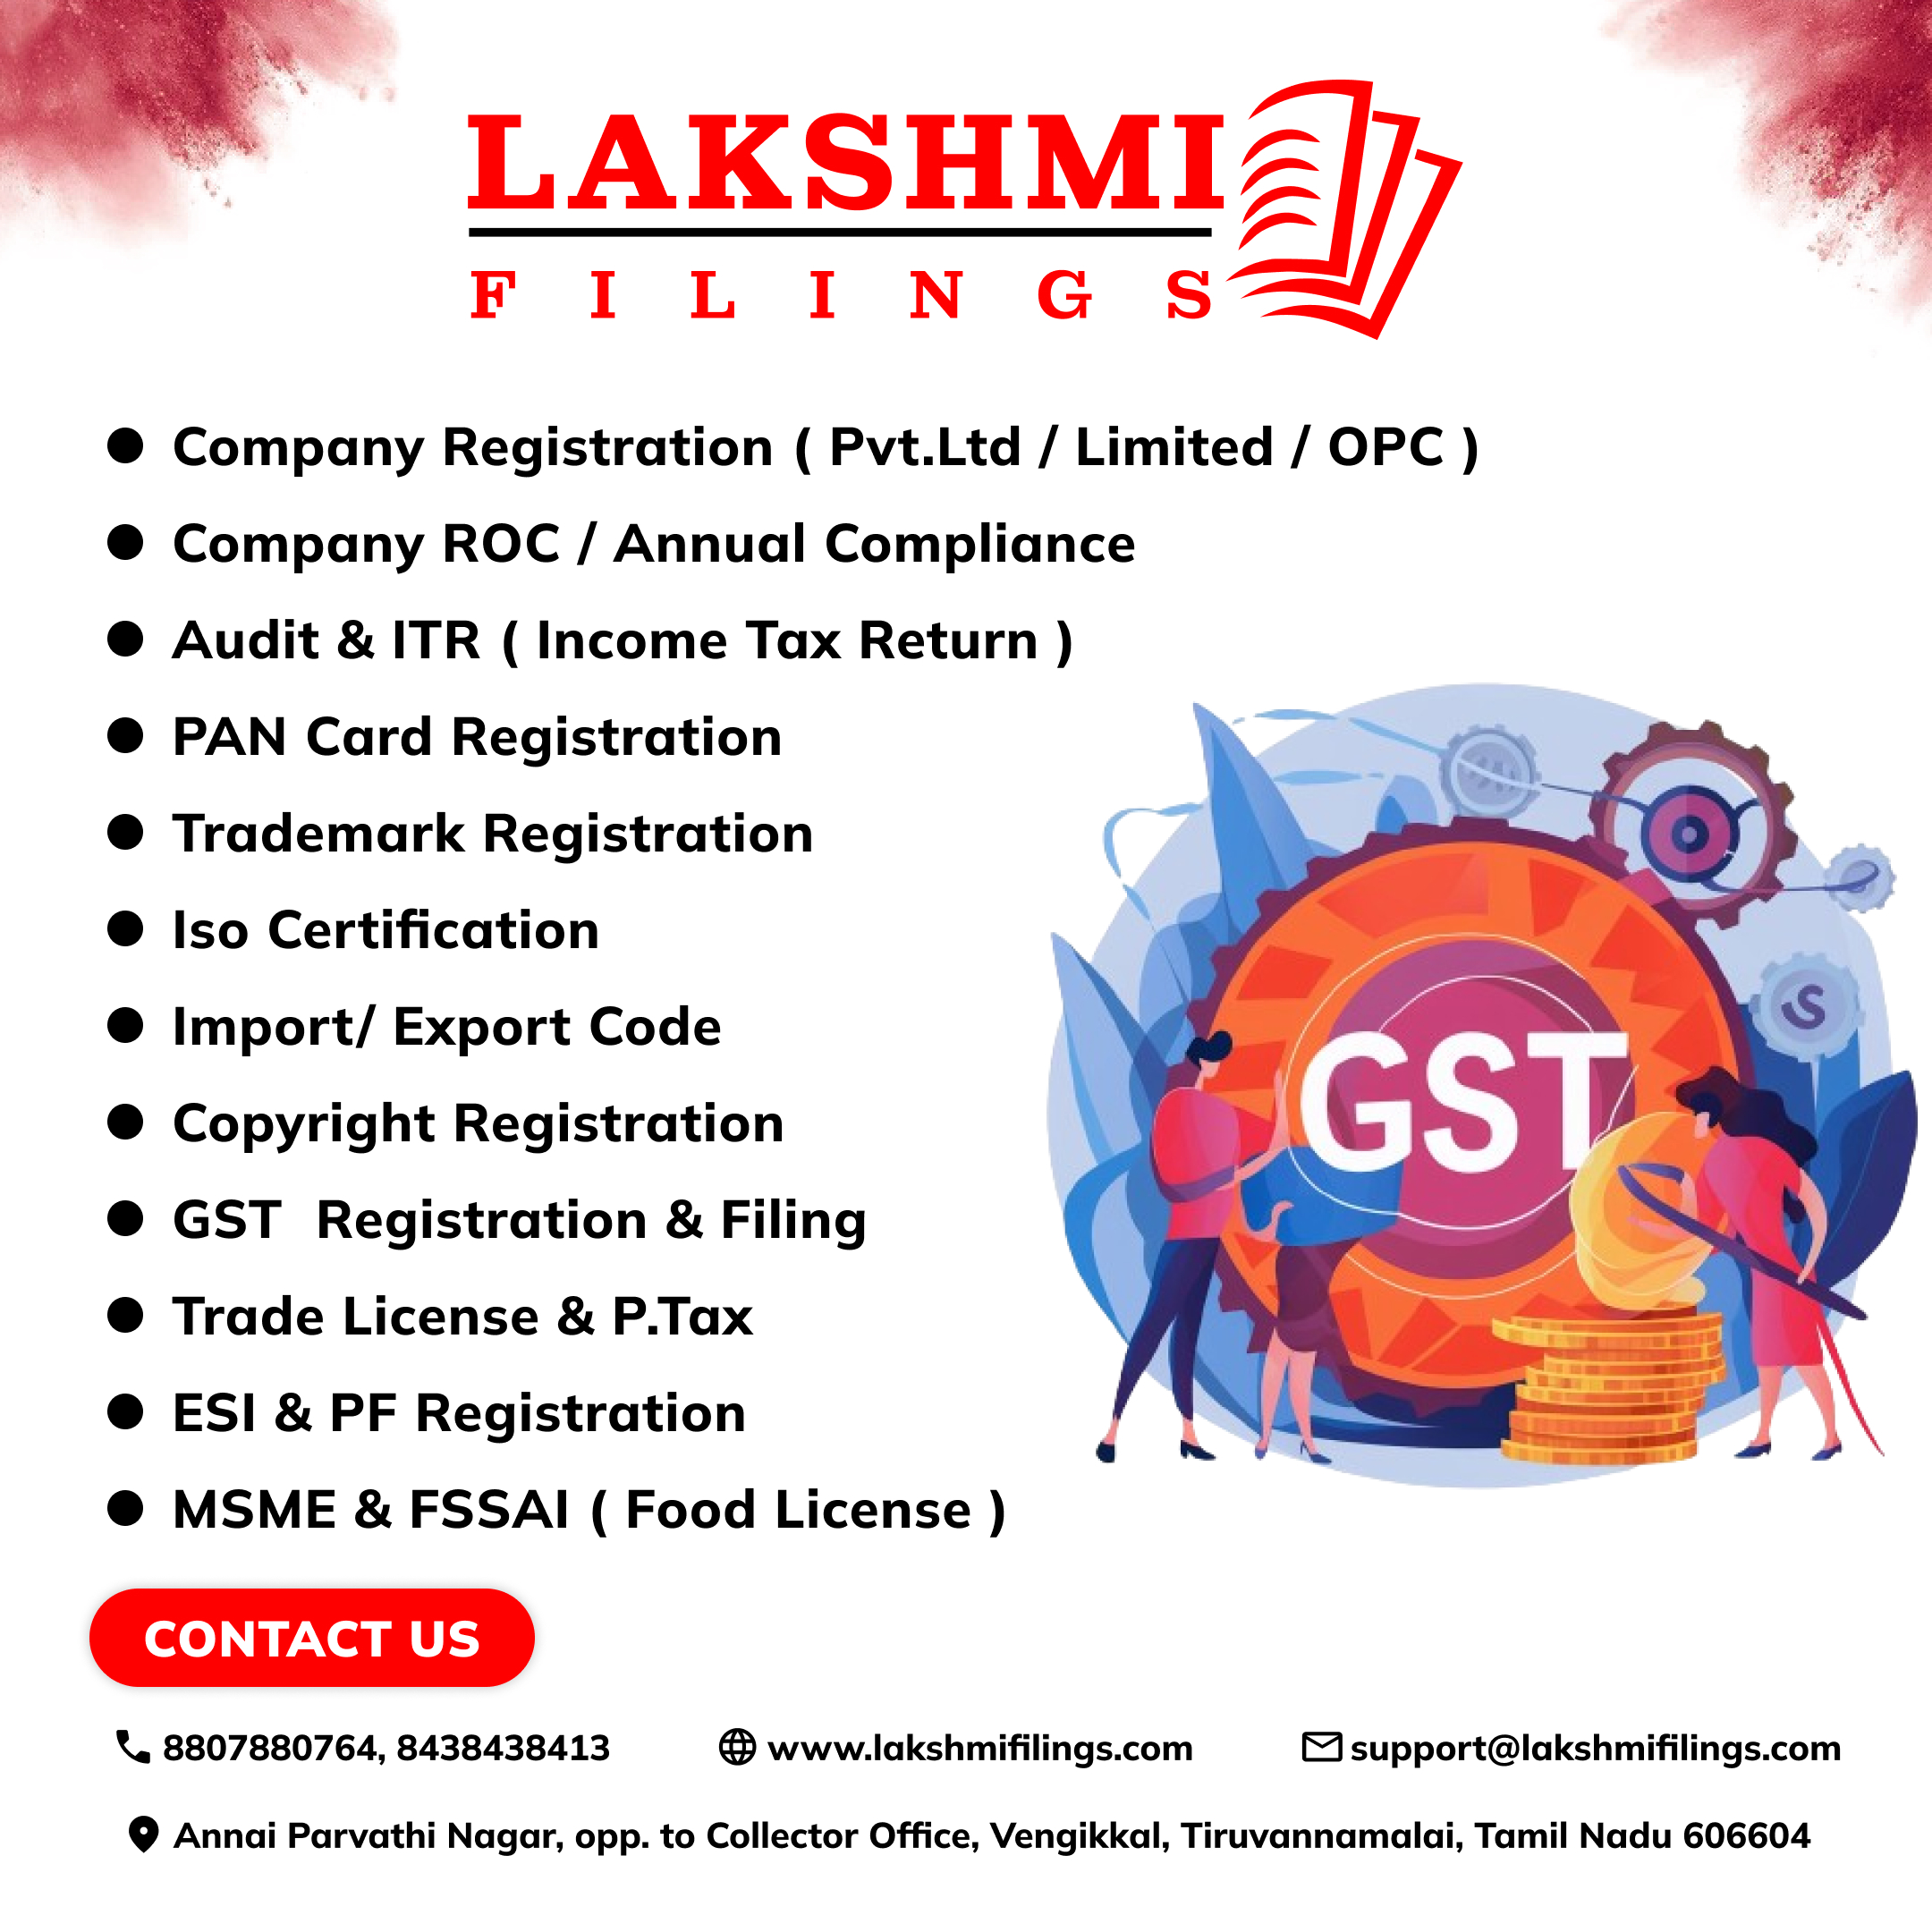 LAKSHMI
FILINGS
● Company Registration ( Pvt.Ltd / Limited / OPC )
● Company ROC / Annual Compliance
● Audit & ITR ( Income Tax Return )
● PAN Card Registration
● Trademark Registration
● Iso Certification
● Import/ Export Code
● Copyright Registration
● GST  Registration & Filing
● Trade License & P.Tax
● ESI & PF Registration
● MSME & FSSAI ( Food License )
GST
S
CONTACT US
8807880764, 8438438413
www.lakshmifilings.com
support@lakshmifilings.com
Annai Parvathi Nagar, opp. to Collector Office, Vengikkal, Tiruvannamalai, Tamil Nadu 606604